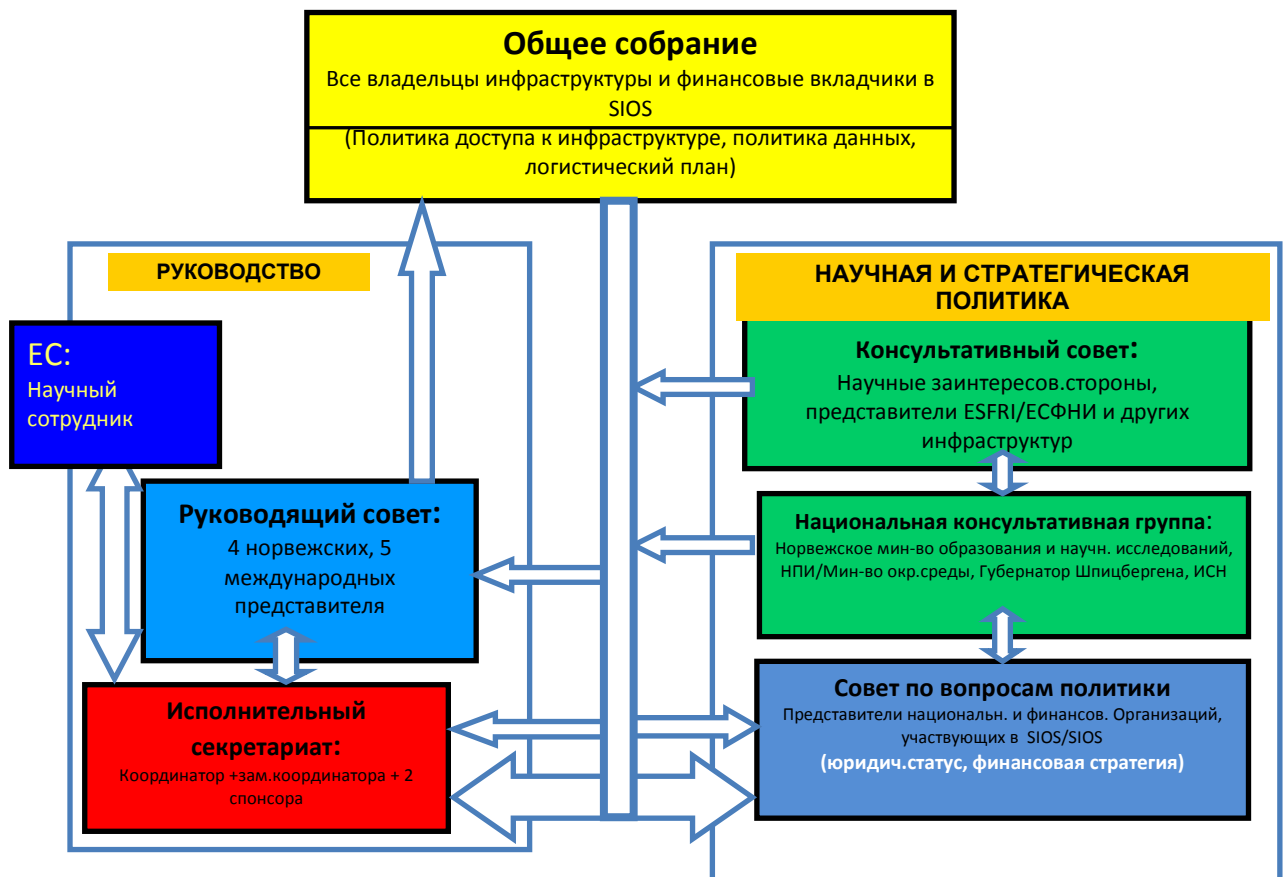 Общее собрание
Все владельцы инфраструктуры и финансовые вкладчики в
SIOS
(Политика доступа к инфраструктуре, политика данных,
логистический план)
РУКОВОДСТВО
ЕС:
Научный
сотрудник
Руководящий совет:
4 норвежских, 5
международных
представителя
Исполнительный
секретариат:
Координатор +зам.координатора + 2
спонсора
НАУЧНАЯ И СТРАТЕГИЧЕСКАЯ
ПОЛИТИКА
Консультативный совет:
Научные заинтересов.стороны,
представители ESFRI/ЕСФНИ и других
инфраструктур
Национальная консультативная группа:
Норвежское мин-во образования и научн. исследований,
НПИ/Мин-во окр.среды, Губернатор Шпицбергена, ИСН
Совет по вопросам политики
Представители национальн. и финансов. Организаций,
участвующих в SIOS/SIOS
(юридич.статус, финансовая стратегия)